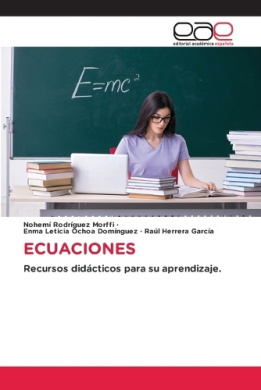 eae
editorial académica española
E=mc²
Nohemí Rodríguez Morffi ·
Enma Leticia Ochoa Domínguez · Raúl Herrera García
ECUACIONES
Recursos didácticos para su aprendizaje.